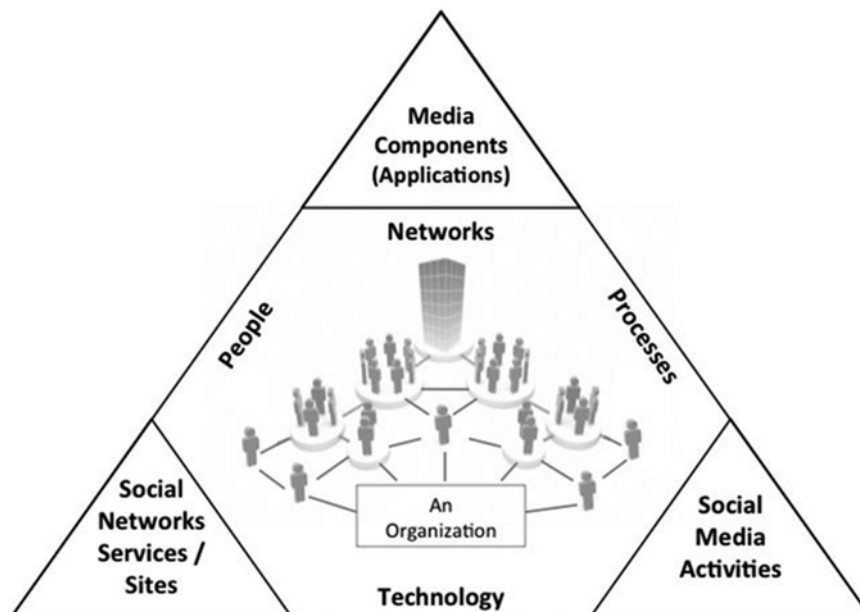 Media
Components
(Applications)
Networks
People
Processes
An
Organization
Social
Networks
Services /
Sites
Social
Media
Activities
Technology